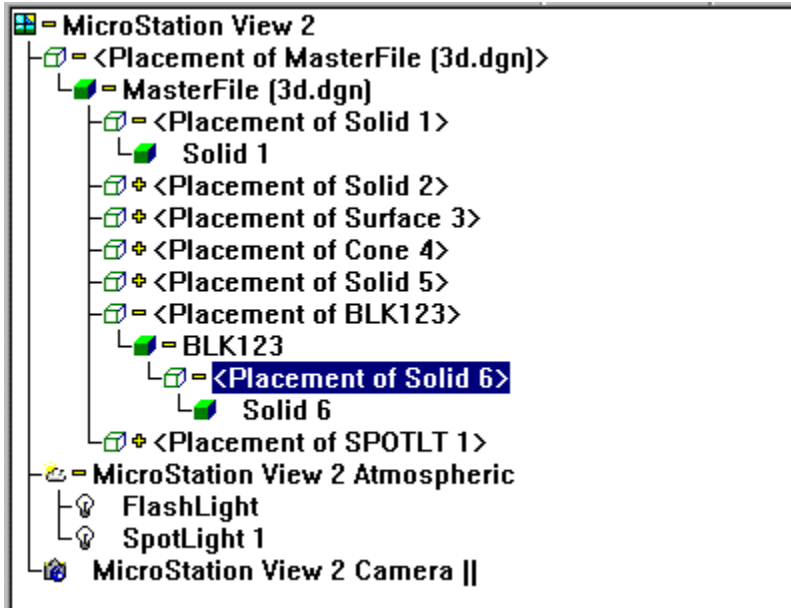 MicroStation View 2
<Placement of MasterFile (3d.dgn)>
MasterFile (3d.dgn)
<Placement of Solid 1>
Solid 1
<Placement of Solid 2>
<Placement of Surface 3>
<Placement of Cone 4>
<Placement of Solid 5>
<Placement of BLK123>
BLK123
<Placement of Solid 6>
Solid 6
<Placement of SPOTLT 1>
MicroStation View 2 Atmospheric
FlashLight
SpotLight 1
MicroStation View 2 Camera ||